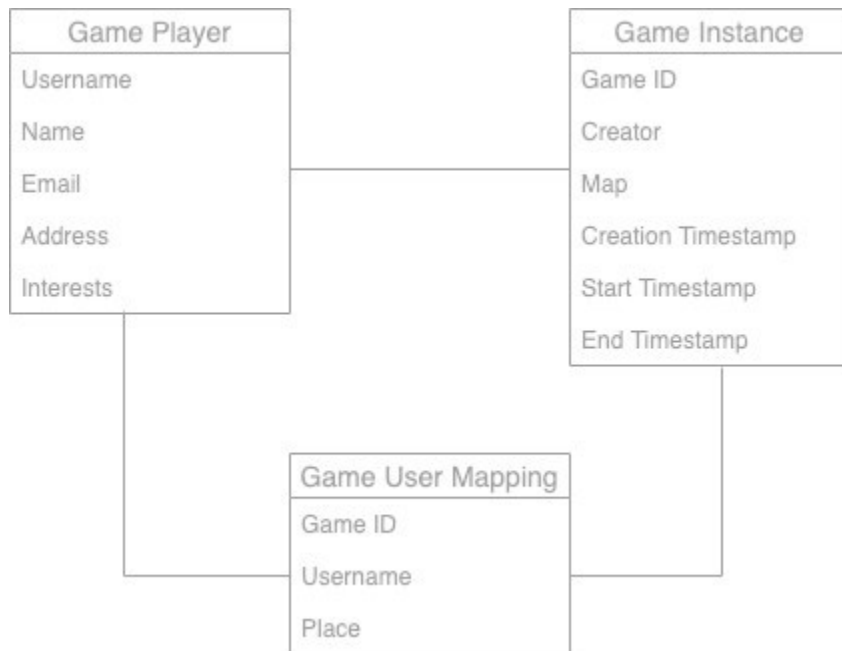 Game Player
Username
Name
Email
Address
Interests
Game Instance
Game ID
Creator
Map
Creation Timestamp
Start Timestamp
End Timestamp
Game User Mapping
Game ID
Username
Place